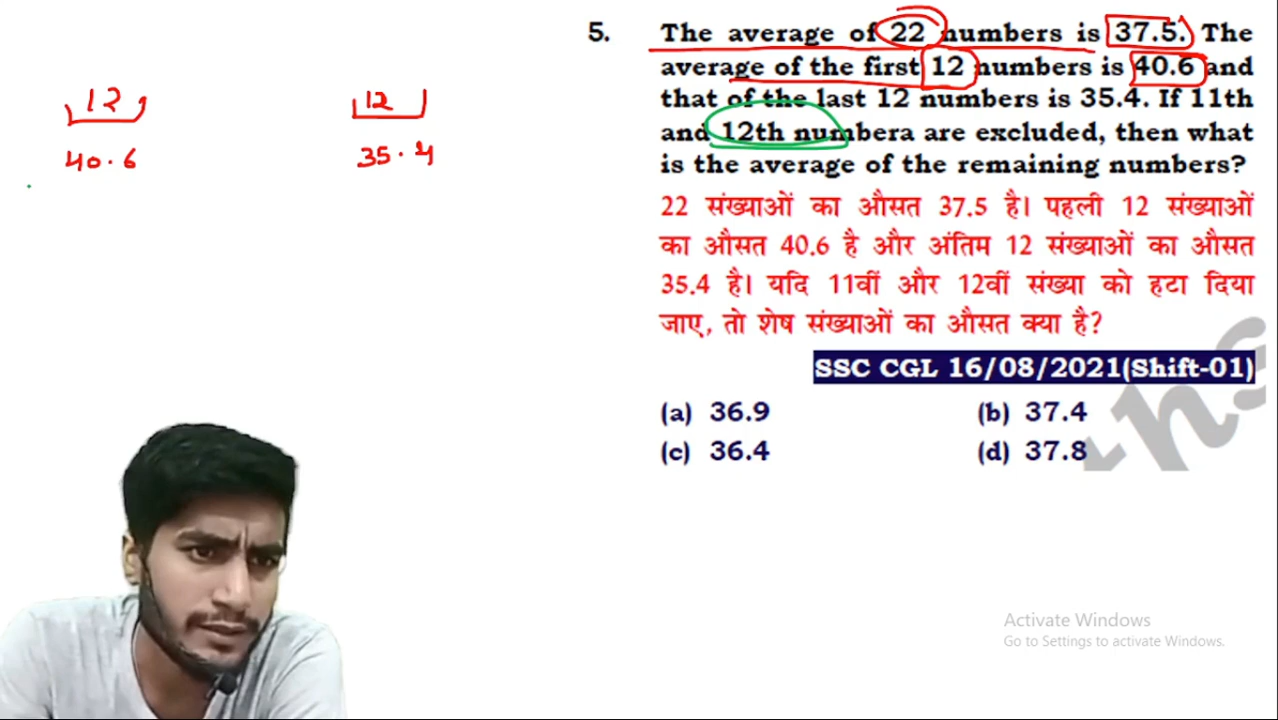 5. The average of 22 numbers is 37.5. The
average of the first 12 numbers is 40.6 and
that of the last 12 numbers is 35.4. If 11th
and 12th numbera are excluded, then what
is the average of the remaining numbers?
22 संख्याओं का औसत 37.5 है। पहली 12 संख्याओं
का औसत 40.6 है और अंतिम 12 संख्याओं का औसत
35.4 है। यदि 11वीं और 12वीं संख्या को हटा दिया
जाए, तो शेष संख्याओं का औसत क्या है?
SSC CGL 16/08/2021(Shift-01)
(a) 36.9 (b) 37.4
(c) 36.4 (d) 37.8
12 12
40.6 35.4
Activate Windows
Go to Settings to activate Windows.